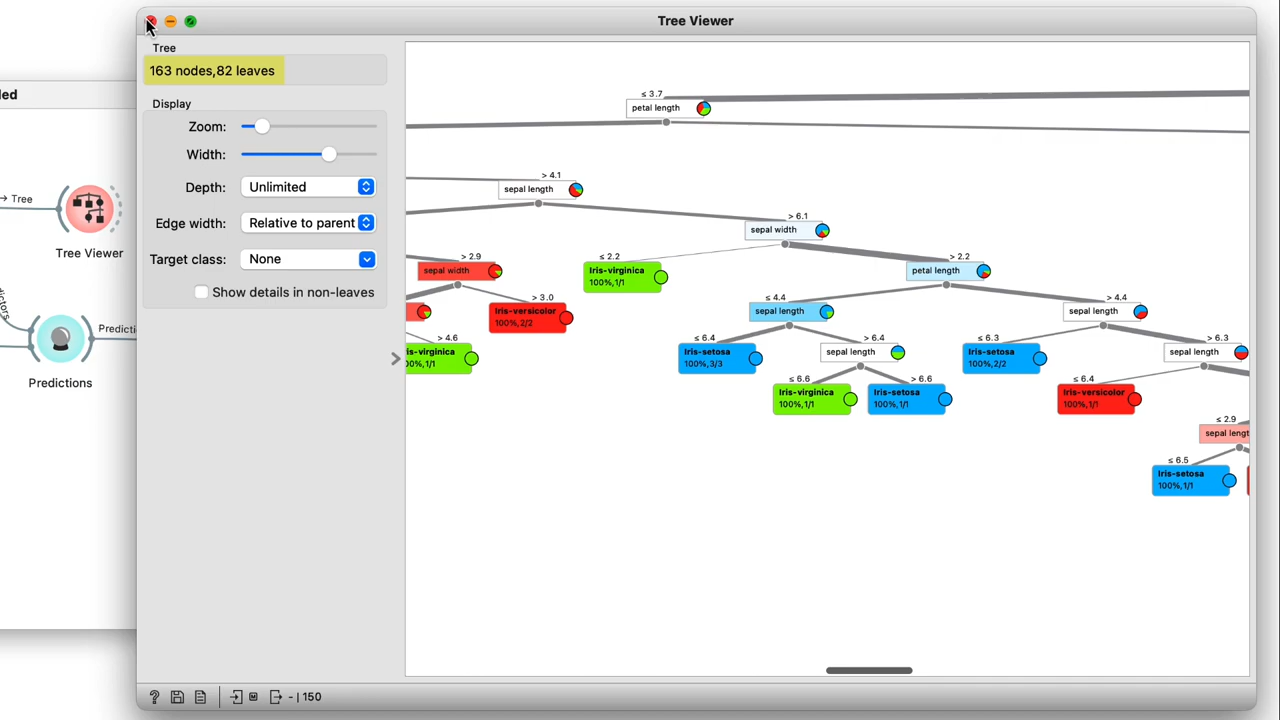 Tree Viewer
led
→ Tree
Tree Viewer
Predictions
Tree
163 nodes,82 leaves
Display
Zoom:
Width:
Depth: Unlimited
Edge width: Relative to parent
Target class: None
Show details in non-leaves
≤ 3.7
petal length
> 4.1
sepal length
> 6.1
sepal width
> 2.9
sepal width
≤ 2.2
Iris-virginica
100%,1/1
> 2.2
petal length
> 3.0
Iris-versicolor
100%,2/2
≤ 4.4
sepal length
> 4.4
sepal length
> 4.6
is-virginica
00%,1/1
≤ 6.4
Iris-setosa
100%,3/3
> 6.4
sepal length
≤ 6.3
Iris-setosa
100%,2/2
> 6.3
sepal length
≤ 6.6
Iris-virginica
100%,1/1
> 6.6
Iris-setosa
100%,1/1
≤ 6.4
Iris-versicolor
100%,1/1
≤ 2.9
sepal lengt
≤ 6.5
Iris-setosa
100%,1/1
? M - | 150